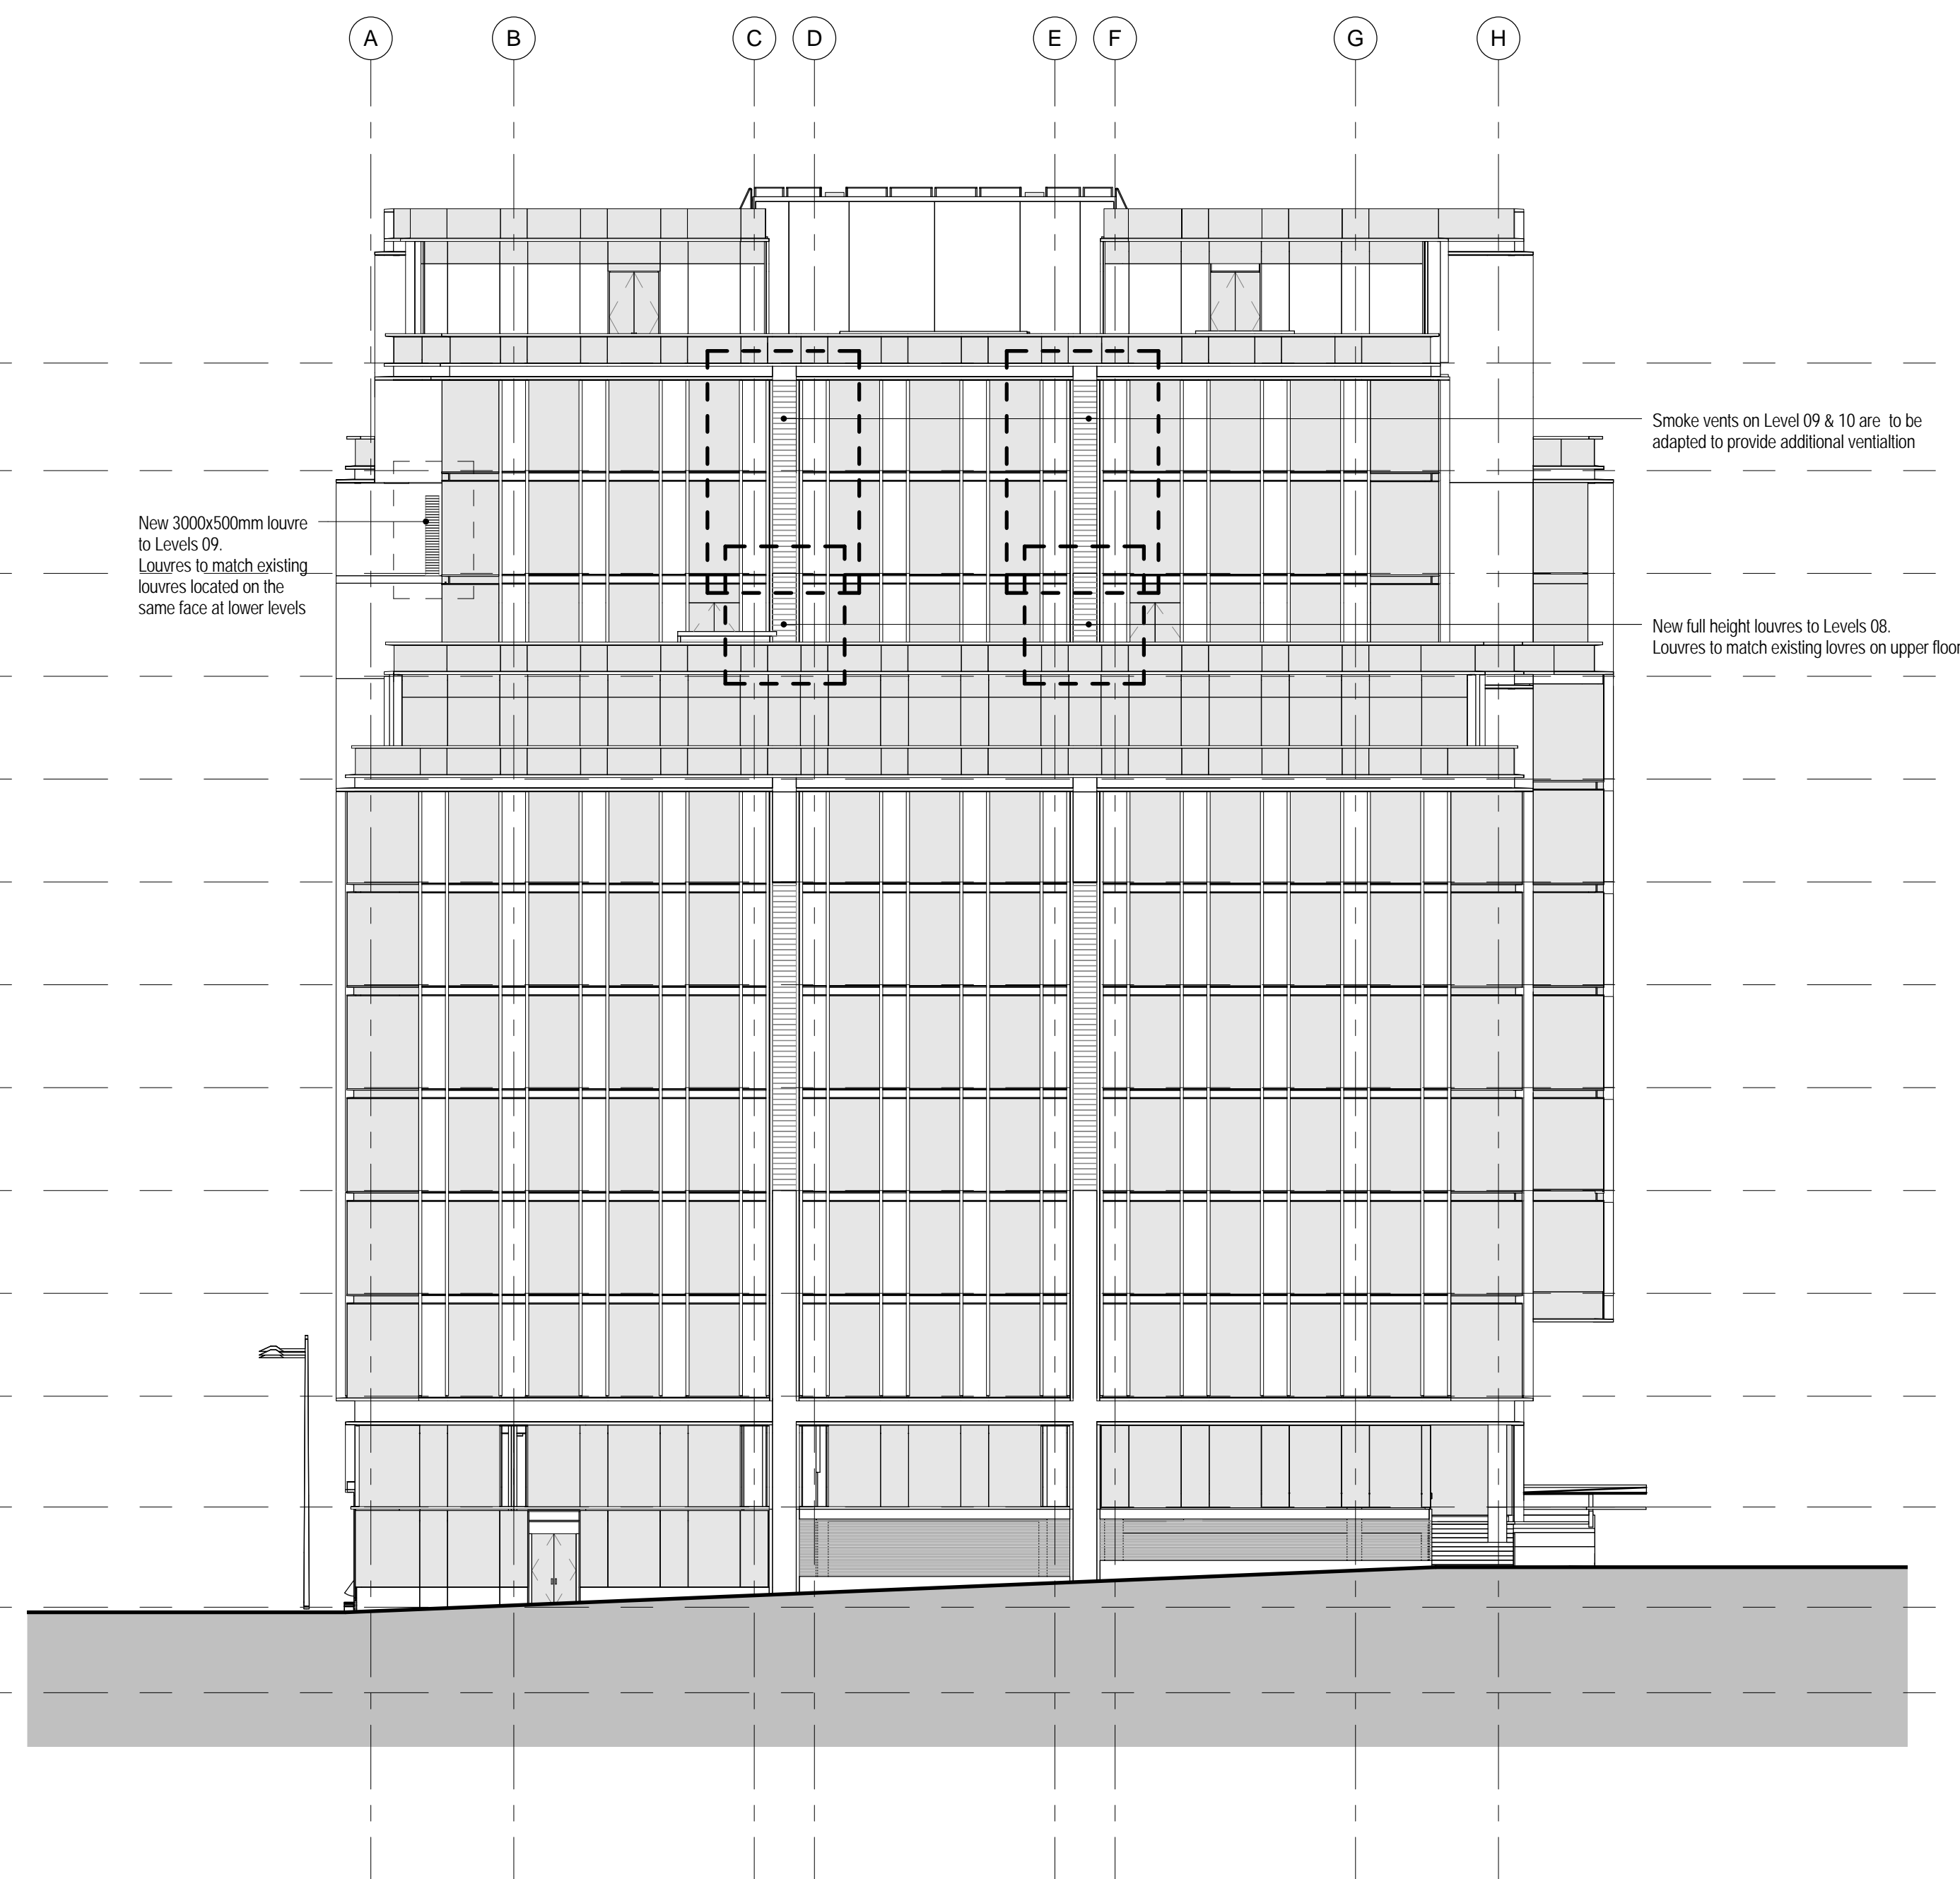 A B C D E F G H
Smoke vents on Level 09 & 10 are to be
adapted to provide additional ventialtion
New 3000x500mm louvre
to Levels 09.
Louvres to match existing
louvres located on the
same face at lower levels
New full height louvres to Levels 08.
Louvres to match existing lovres on upper floor